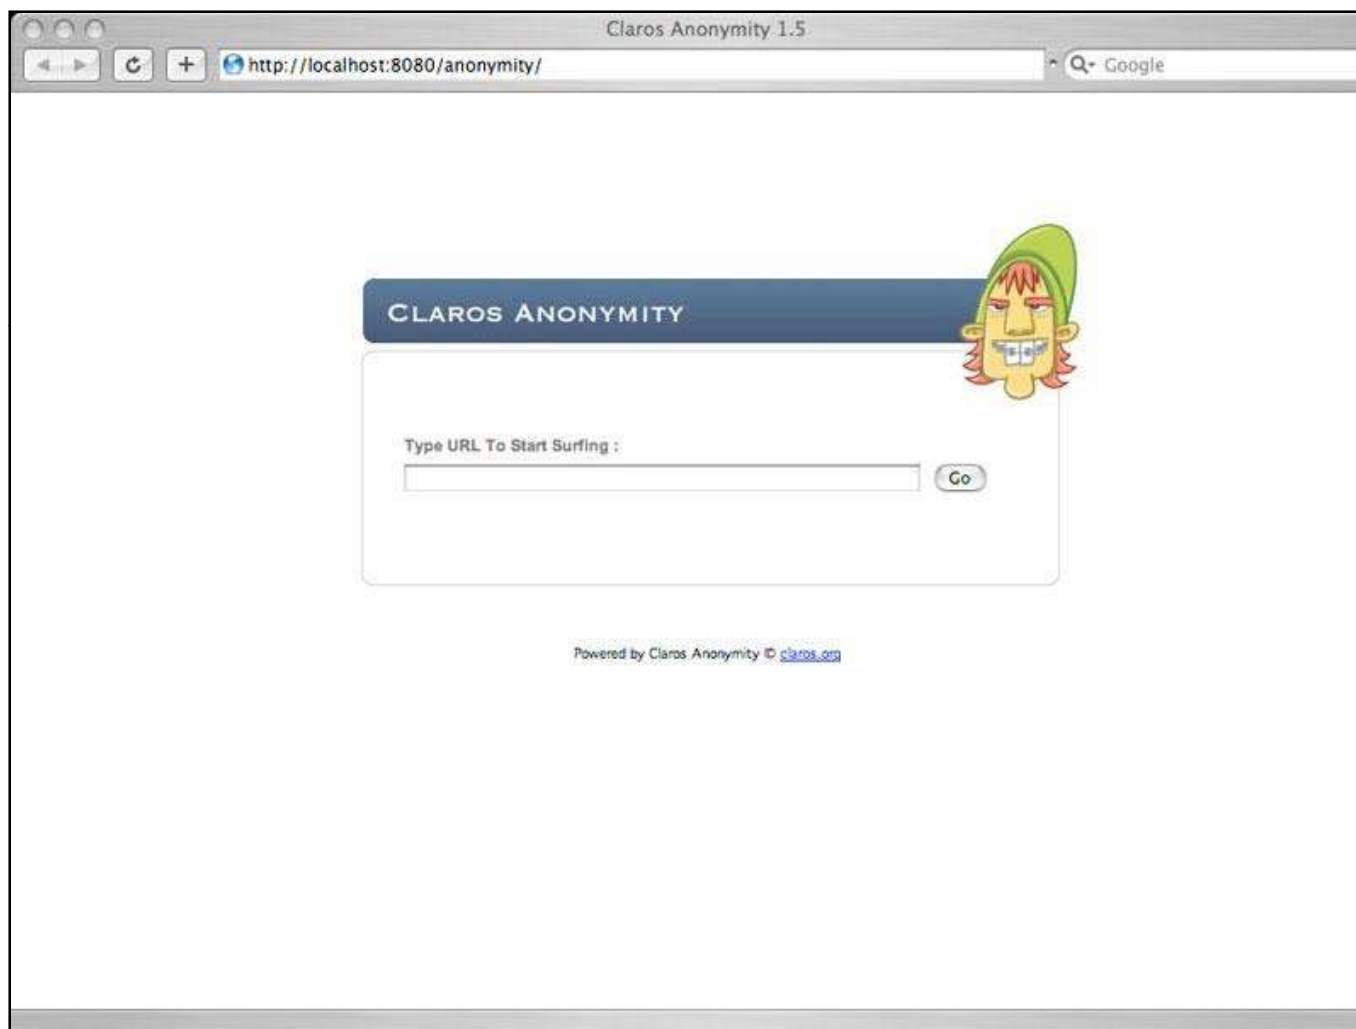 Claros Anonymity 1.5
http://localhost:8080/anonymity/ Google
CLAROS ANONYMITY
Type URL To Start Surfing :
Go
Powered by Claros Anonymity © claros.org